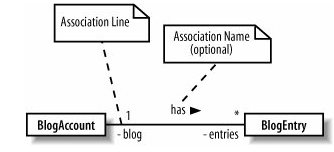 Association Line
Association Name
(optional)
has ►
1
*
BlogAccount
BlogEntry
- blog
- entries